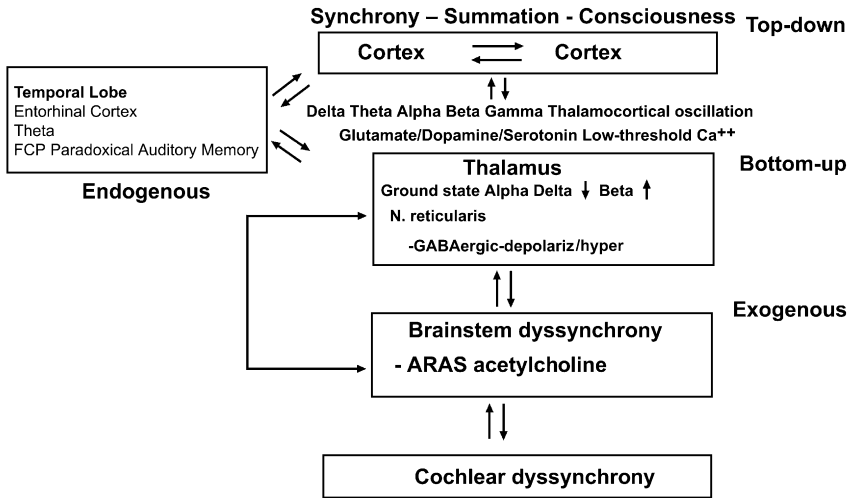 Synchrony – Summation - Consciousness
Top-down
Cortex Cortex
Temporal Lobe
Entorhinal Cortex
Theta
FCP Paradoxical Auditory Memory
Endogenous
Delta Theta Alpha Beta Gamma Thalamocortical oscillation
Glutamate/Dopamine/Serotonin Low-threshold Ca++
Bottom-up
Thalamus
Ground state Alpha Delta ↓ Beta ↑
N. reticularis
-GABAergic-depolariz/hyper
Exogenous
Brainstem dyssynchrony
- ARAS acetylcholine
Cochlear dyssynchrony